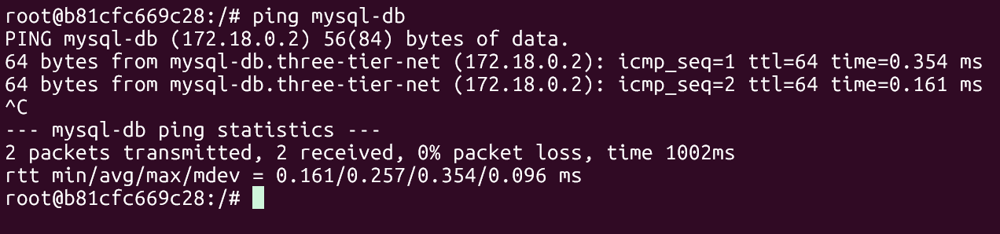 root@b81cfc669c28:/# ping mysql-db
PING mysql-db (172.18.0.2) 56(84) bytes of data.
64 bytes from mysql-db.three-tier-net (172.18.0.2): icmp_seq=1 ttl=64 time=0.354 ms
64 bytes from mysql-db.three-tier-net (172.18.0.2): icmp_seq=2 ttl=64 time=0.161 ms
^C
--- mysql-db ping statistics ---
2 packets transmitted, 2 received, 0% packet loss, time 1002ms
rtt min/avg/max/mdev = 0.161/0.257/0.354/0.096 ms
root@b81cfc669c28:/#